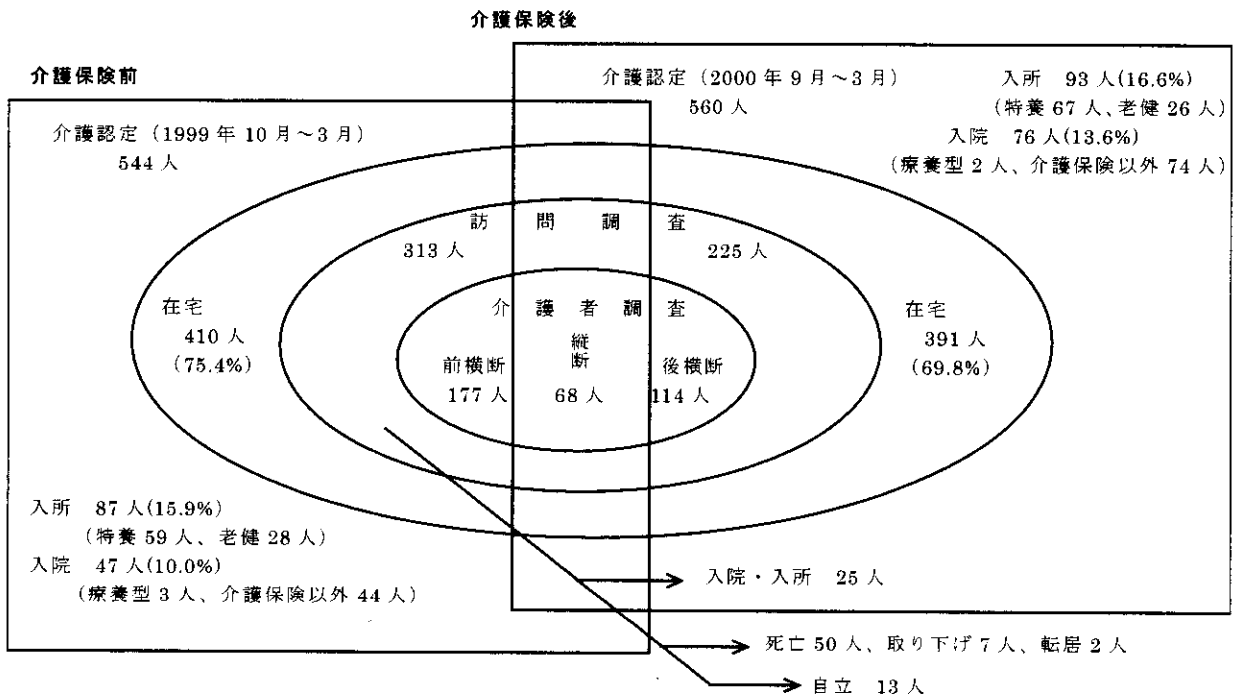 介護保険後
介護保険前
介護認定（1999 年 10 月～3 月）
544 人
介護認定（2000 年 9 月～3 月）
560 人
入所 93 人(16.6%)
(特養 67 人、老健 26 人)
入院 76 人(13.6%)
(療養型 2 人、介護保険以外 74 人)
訪問調査
313 人
225 人
在宅
410 人
(75.4%)
介護者調査
縦断
68 人
前横断
177 人
後横断
114 人
在宅
391 人
(69.8%)
入所 87 人(15.9%)
(特養 59 人、老健 28 人)
入院 47 人(10.0%)
(療養型 3 人、介護保険以外 44 人)
入院・入所 25 人
死亡 50 人、取り下げ 7 人、転居 2 人
自立 13 人